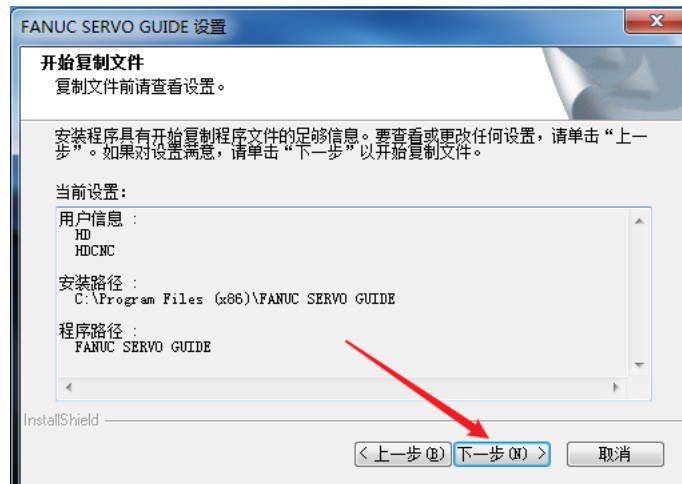 FANUC SERVO GUIDE 设置
开始复制文件
复制文件前请查看设置。
安装程序具有开始复制程序文件的足够信息。要查看或更改任何设置，请单击“上一
步”。如果对设置满意，请单击“下一步”以开始复制文件。
当前设置：
用户信息 :
HD
HDCNC
安装路径 :
C:\Program Files (x86)\FANUC SERVO GUIDE
程序路径 :
FANUC SERVO GUIDE
InstallShield
< 上一步(B)
下一步(N) >
取消